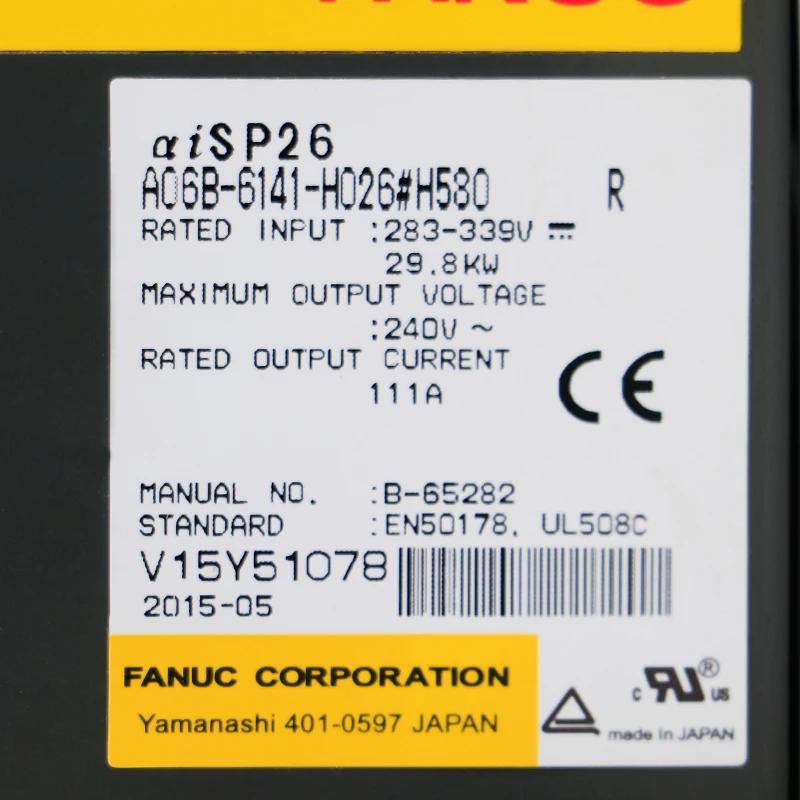 FANUC
αiSP26
A06B-6141-H026#H580 R
RATED INPUT :283-339V ⎓
29.8KW
MAXIMUM OUTPUT VOLTAGE
:240V ~
RATED OUTPUT CURRENT
111A
CE
MANUAL NO. :B-65282
STANDARD :EN50178, UL508C
V15Y51078
2015-05
FANUC CORPORATION
Yamanashi 401-0597 JAPAN
c RU ® US
made in JAPAN